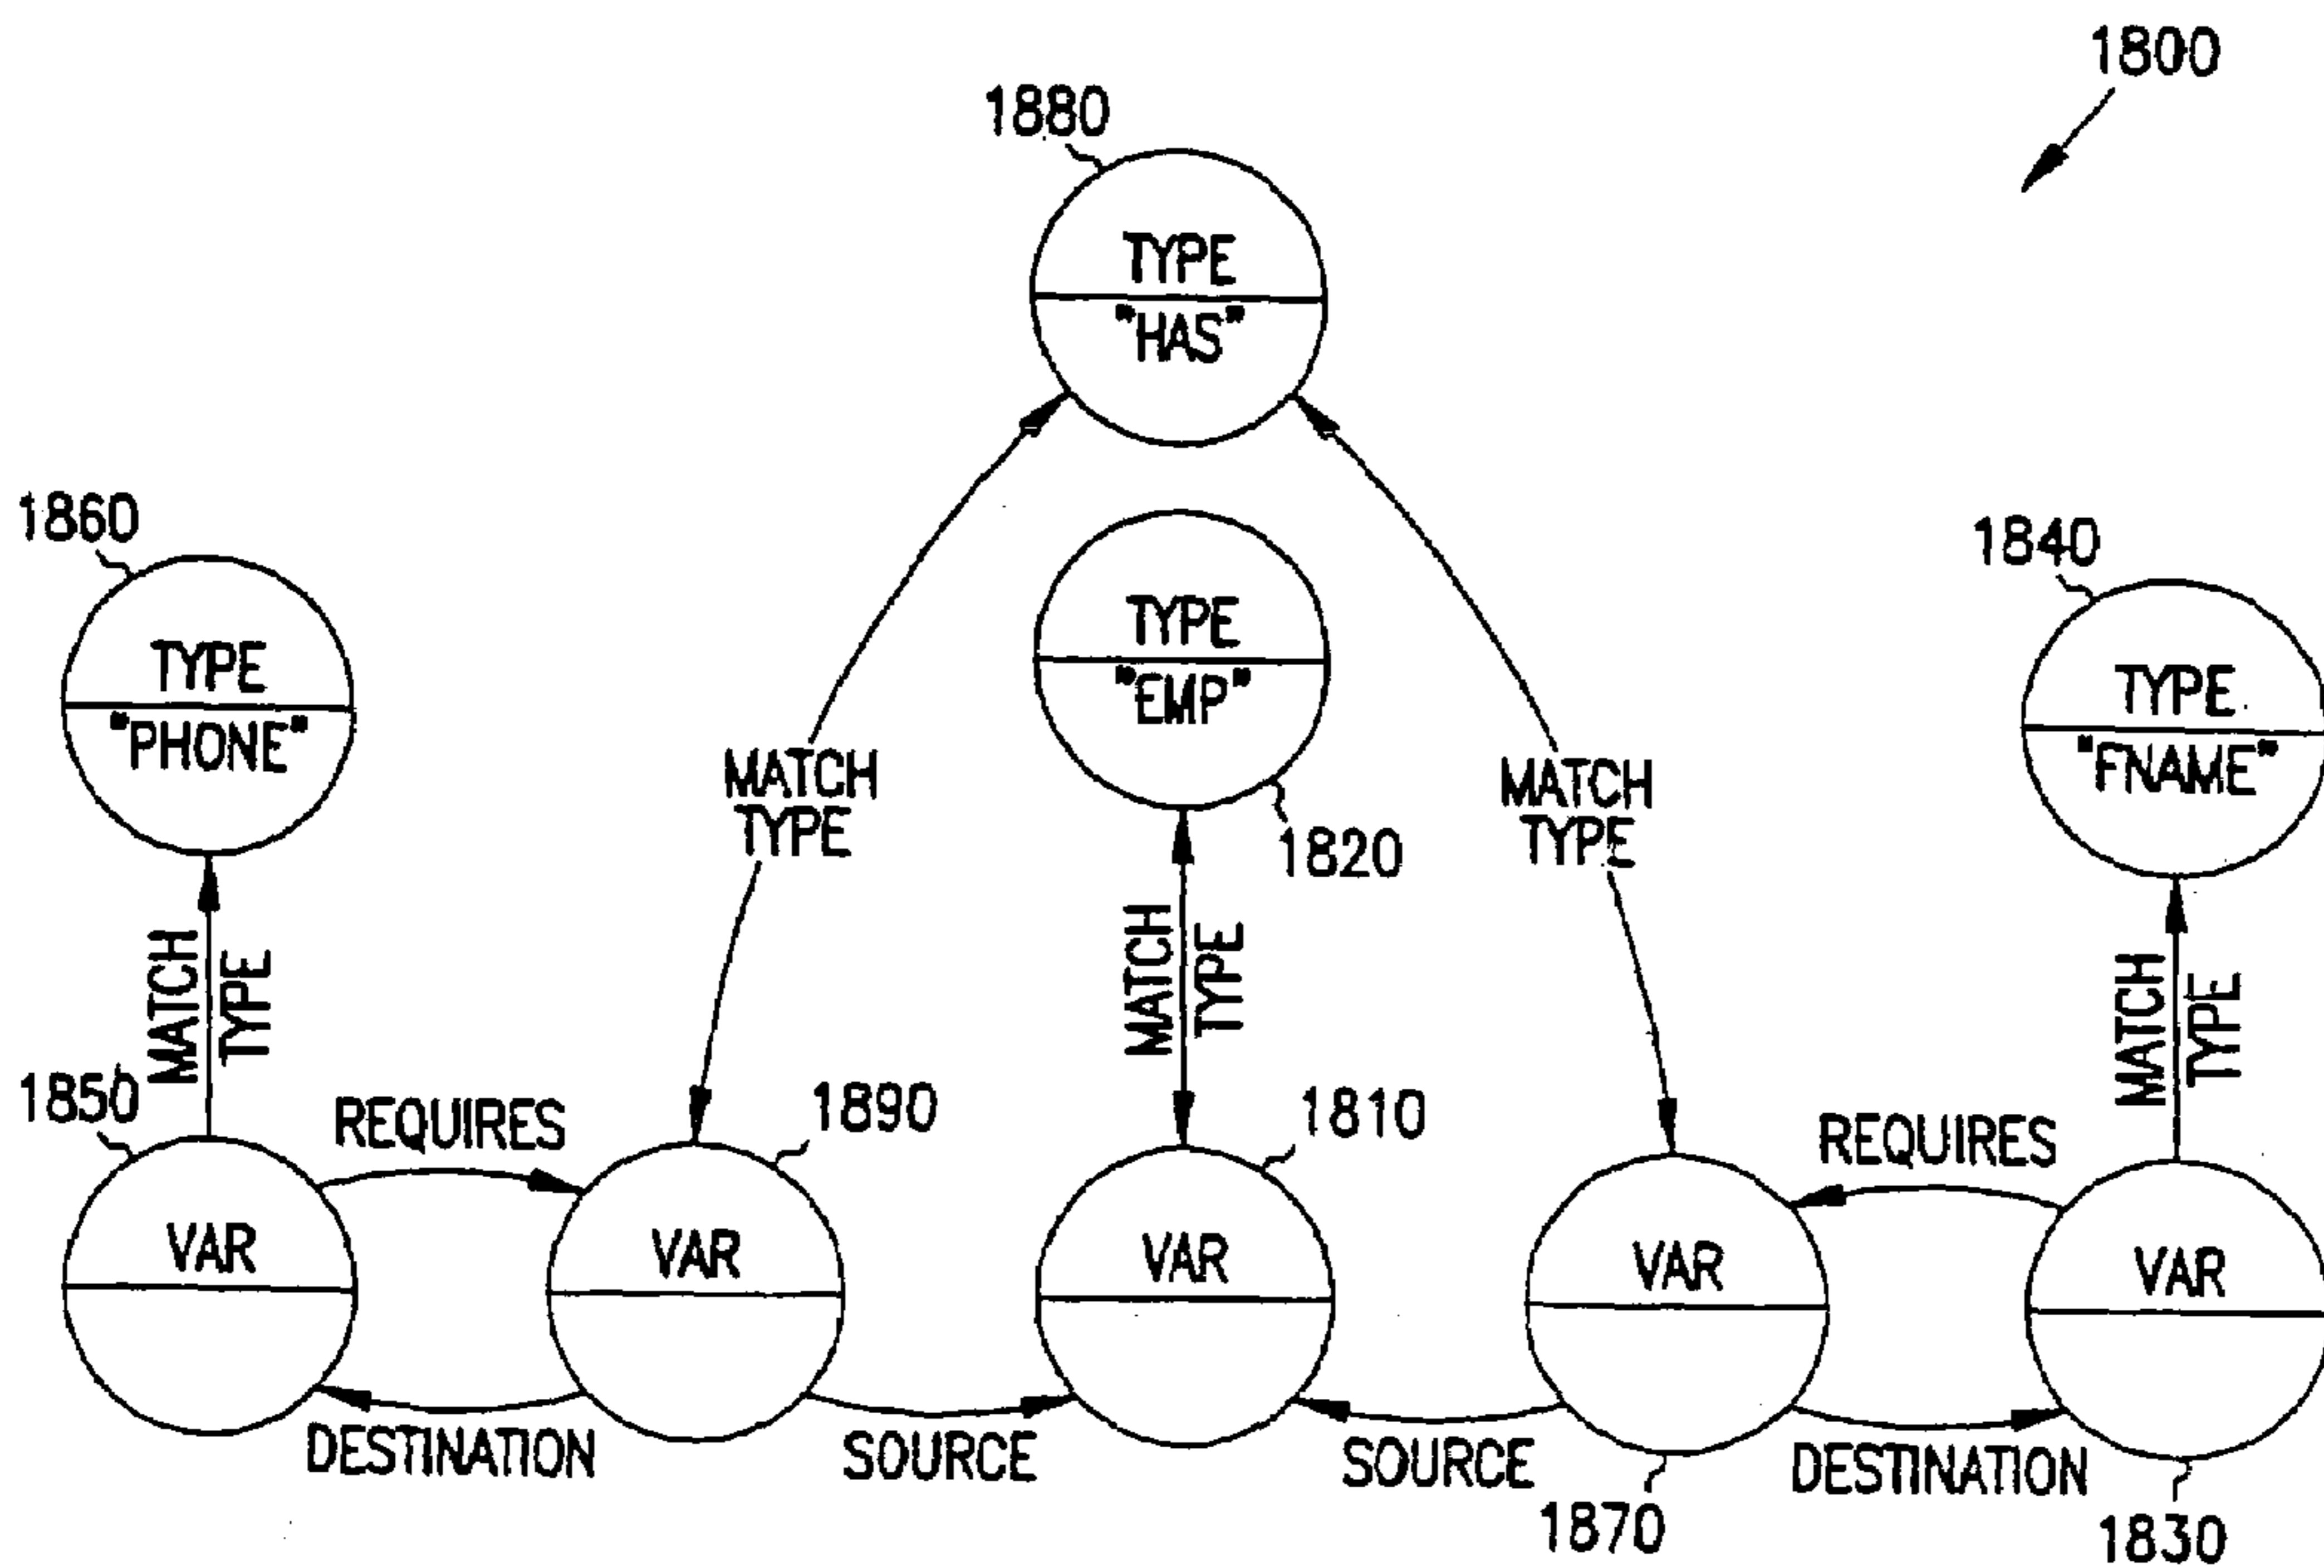 1800
1880
TYPE
"HAS"
1860
TYPE
"PHONE"
TYPE
"EMP"
1820
1840
TYPE
"FNAME"
MATCH
TYPE
MATCH
TYPE
MATCH
TYPE
MATCH
TYPE
MATCH
TYPE
1850
REQUIRES
1890
1810
REQUIRES
VAR
VAR
VAR
VAR
VAR
DESTINATION
SOURCE
SOURCE
DESTINATION
1870
1830